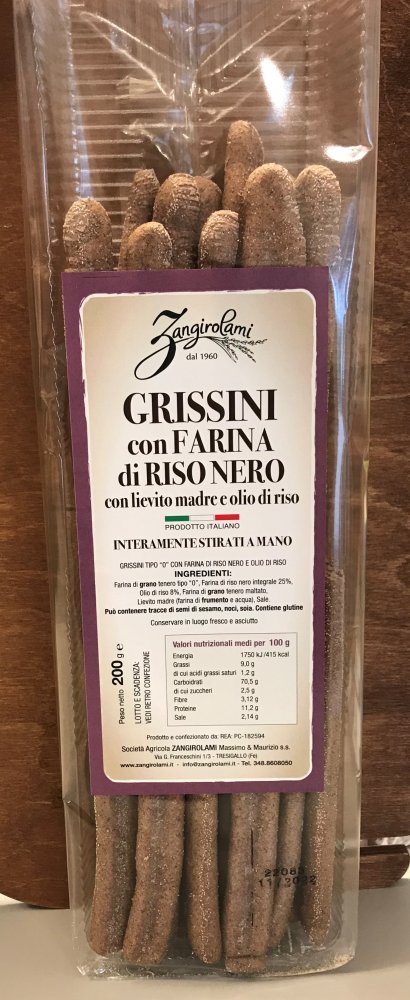 Zangirolami
dal 1960
GRISSINI
con FARINA
di RISO NERO
con lievito madre e olio di riso
PRODOTTO ITALIANO
INTERAMENTE STIRATI A MANO
GRISSINI TIPO "0" CON FARINA DI RISO NERO E OLIO DI RISO
INGREDIENTI:
Farina di grano tenero tipo "0", Farina di riso nero integrale 25%,
Olio di riso 8%, Farina di grano tenero maltato,
Lievito madre (farina di frumento e acqua), Sale.
Può contenere tracce di semi di sesamo, noci, soia. Contiene glutine
Conservare in luogo fresco e asciutto
Peso netto 200 g e
LOTTO E SCADENZA:
VEDI RETRO CONFEZIONE
Valori nutrizionali medi per 100 g
Energia 1750 kJ/415 kcal
Grassi 9,0 g
di cui acidi grassi saturi 1,2 g
Carboidrati 70,5 g
di cui zuccheri 2,5 g
Fibre 3,12 g
Proteine 11,2 g
Sale 2,14 g
Prodotto e confezionato da: REA: PC-182594
Società Agricola ZANGIROLAMI Massimo & Maurizio s.s.
Via G. Franceschini 1/3 - TRESIGALLO (Fe)
www.zangirolami.it - info@zangirolami.it - Tel. 348.8608050
11/2022